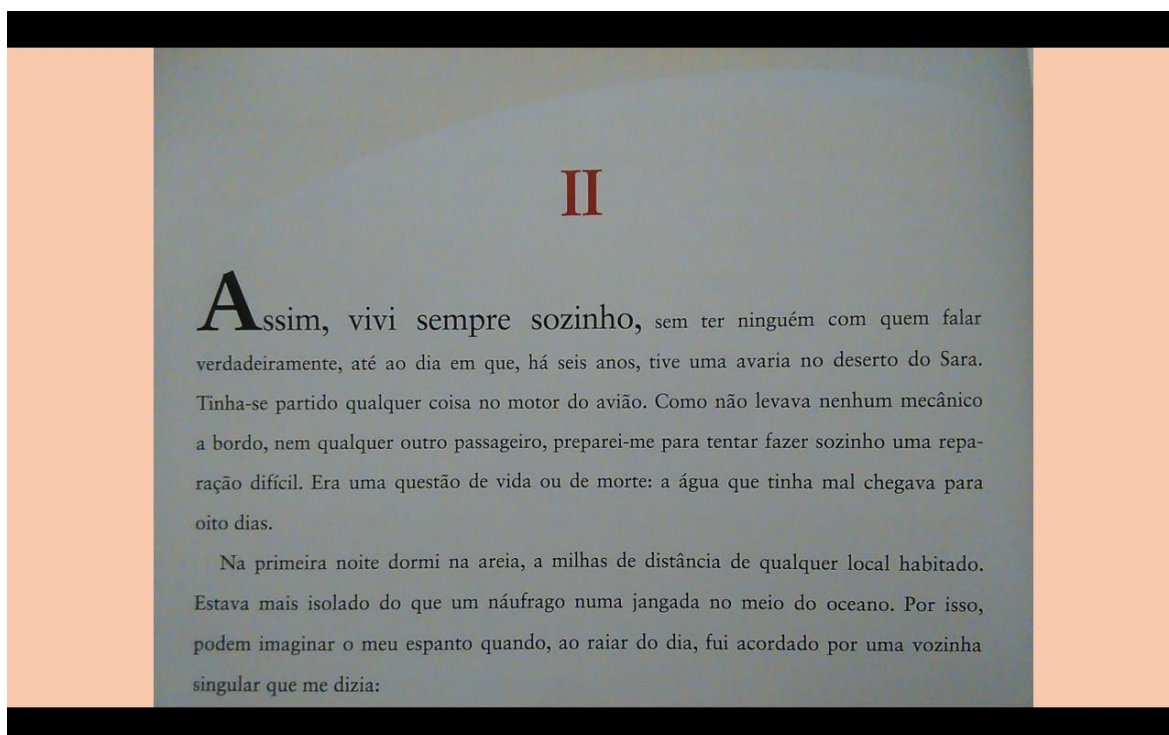 II
Assim, vivi sempre sozinho, sem ter ninguém com quem falar
verdadeiramente, até ao dia em que, há seis anos, tive uma avaria no deserto do Sara.
Tinha-se partido qualquer coisa no motor do avião. Como não levava nenhum mecânico
a bordo, nem qualquer outro passageiro, preparei-me para tentar fazer sozinho uma repa-
ração difícil. Era uma questão de vida ou de morte: a água que tinha mal chegava para
oito dias.
Na primeira noite dormi na areia, a milhas de distância de qualquer local habitado.
Estava mais isolado do que um náufrago numa jangada no meio do oceano. Por isso,
podem imaginar o meu espanto quando, ao raiar do dia, fui acordado por uma vozinha
singular que me dizia: